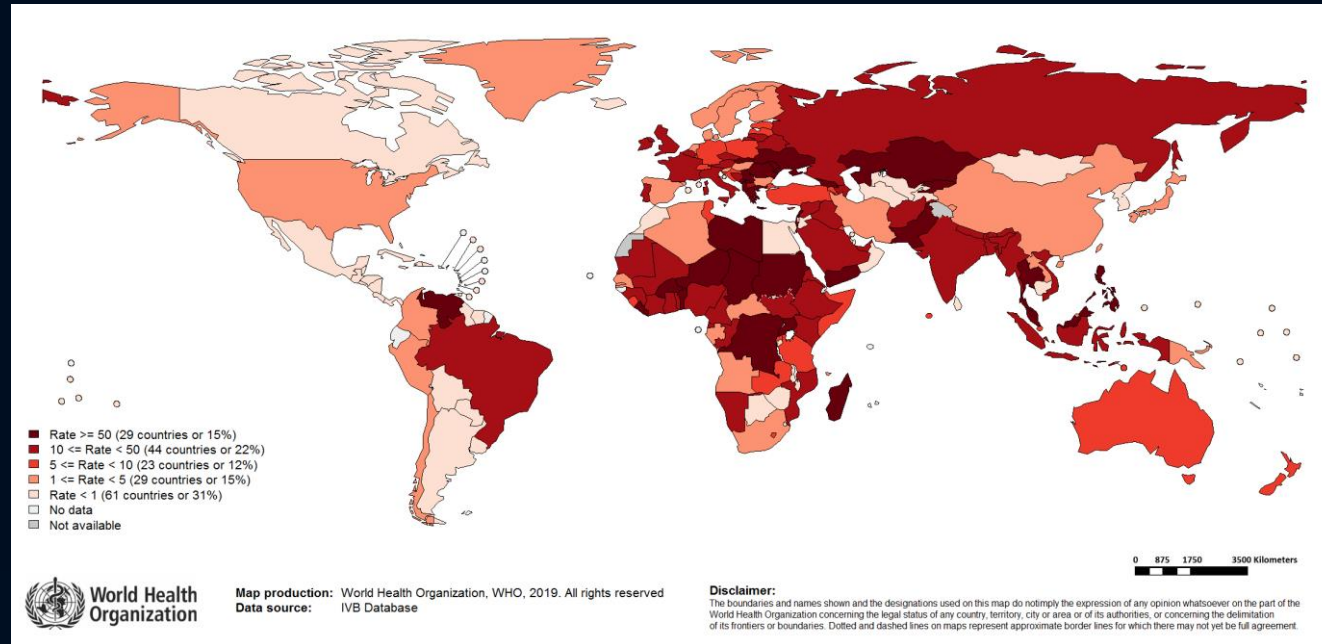 Rate >= 50 (29 countries or 15%)
10 <= Rate < 50 (44 countries or 22%)
5 <= Rate < 10 (23 countries or 12%)
1 <= Rate < 5 (29 countries or 15%)
Rate < 1 (61 countries or 31%)
No data
Not available
0 875 1750 3500 Kilometers
World Health
Organization
Map production: World Health Organization, WHO, 2019. All rights reserved
Data source: IVB Database
Disclaimer:
The boundaries and names shown and the designations used on this map do notimply the expression of any opinion whatsoever on the part of the
World Health Organization concerning the legal status of any country, territory, city or area or of its authorities, or concerning the delimitation
of its frontiers or boundaries. Dotted and dashed lines on maps represent approximate border lines for which there may not yet be full agreement.